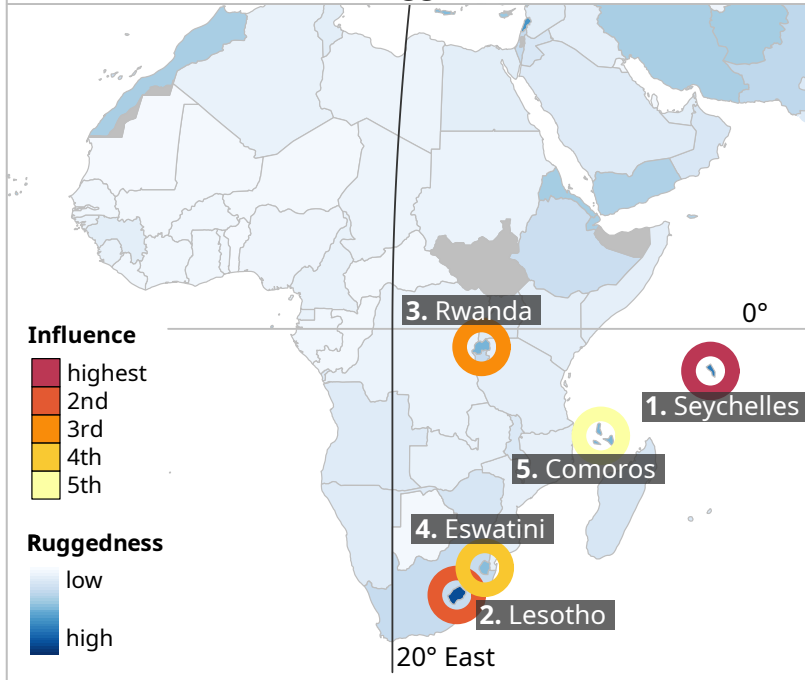 3. Rwanda
0°
Influence
highest
2nd
3rd
4th
5th
1. Seychelles
5. Comoros
4. Eswatini
Ruggedness
low
high
2. Lesotho
20° East